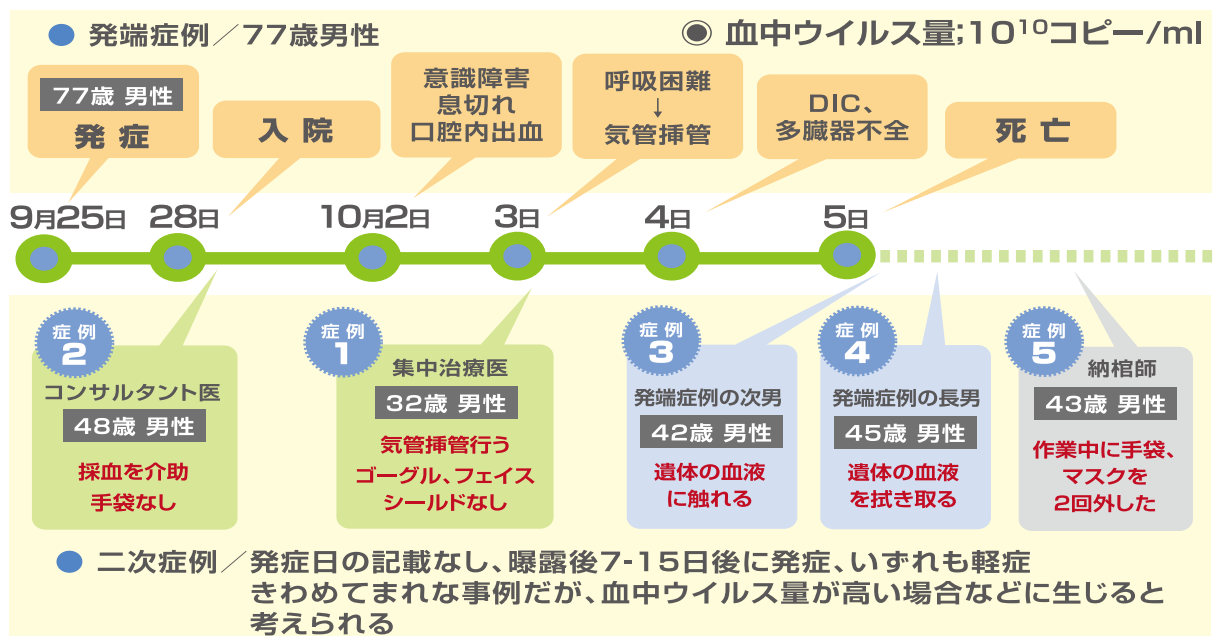 ● 発端症例／77歳男性
◉ 血中ウイルス量;10¹⁰コピー/ml
77歳 男性
発 症
入 院
意識障害
息切れ
口腔内出血
呼吸困難
↓
気管挿管
DIC、
多臓器不全
死 亡
9月25日
28日
10月2日
3日
4日
5日
症 例
2
コンサルタント医
48歳 男性
採血を介助
手袋なし
症 例
1
集中治療医
32歳 男性
気管挿管行う
ゴーグル、フェイス
シールドなし
症 例
3
発端症例の次男
42歳 男性
遺体の血液
に触れる
症 例
4
発端症例の長男
45歳 男性
遺体の血液
を拭き取る
症 例
5
納棺師
43歳 男性
作業中に手袋、
マスクを
2回外した
● 二次症例／発症日の記載なし、曝露後7-15日後に発症、いずれも軽症
きわめてまれな事例だが、血中ウイルス量が高い場合などに生じると
考えられる